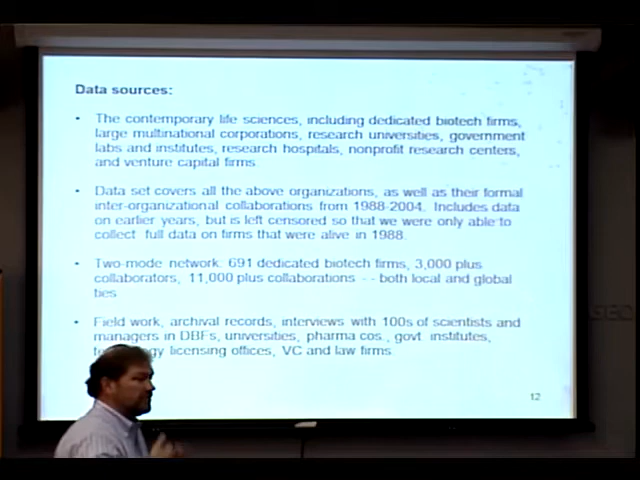 Data sources:
• The contemporary life sciences, including dedicated biotech firms,
large multinational corporations, research universities, government
labs and institutes, research hospitals, nonprofit research centers,
and venture capital firms
• Data set covers all the above organizations, as well as their formal
inter-organizational collaborations from 1988-2004. Includes data
on earlier years, but is left censored so that we were only able to
collect full data on firms that were alive in 1988.
• Two-mode network: 691 dedicated biotech firms, 3,000 plus
collaborators, 11,000 plus collaborations -- both local and global
ties
• Field work, archival records, interviews with 100s of scientists and
managers in DBFs, universities, pharma cos., govt institutes,
licensing offices, VC and law firms
12